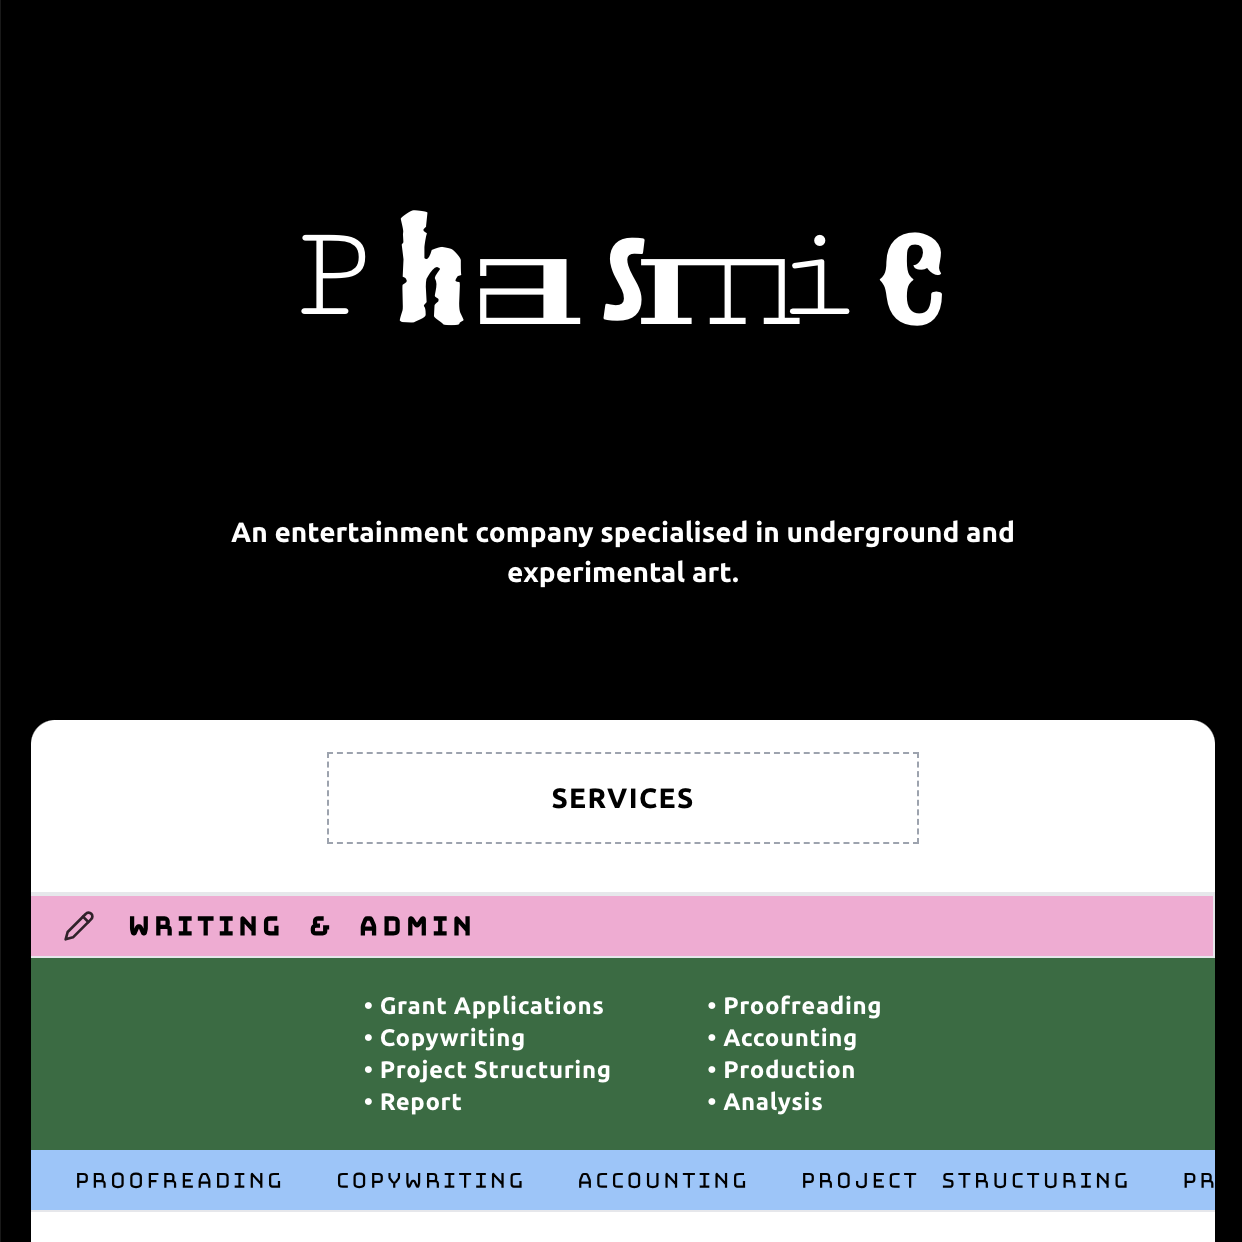 Phasmic
An entertainment company specialised in underground and
experimental art.
SERVICES
WRITING & ADMIN
• Grant Applications
• Copywriting
• Project Structuring
• Report
• Proofreading
• Accounting
• Production
• Analysis
PROOFREADING COPYWRITING ACCOUNTING PROJECT STRUCTURING PR